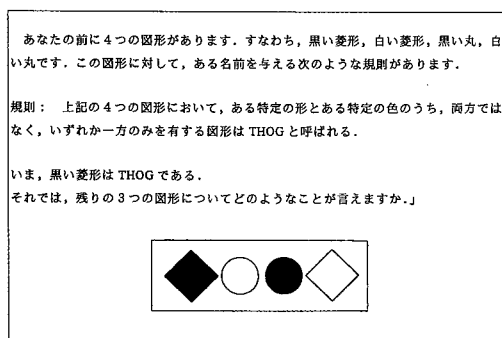 あなたの前に４つの図形があります．すなわち，黒い菱形，白い菱形，黒い丸，白
い丸です．この図形に対して，ある名前を与える次のような規則があります．
規則：　上記の４つの図形において，ある特定の形とある特定の色のうち，両方では
なく，いずれか一方のみを有する図形は THOG と呼ばれる．
いま，黒い菱形は THOG である．
それでは，残りの３つの図形についてどのようなことが言えますか．」